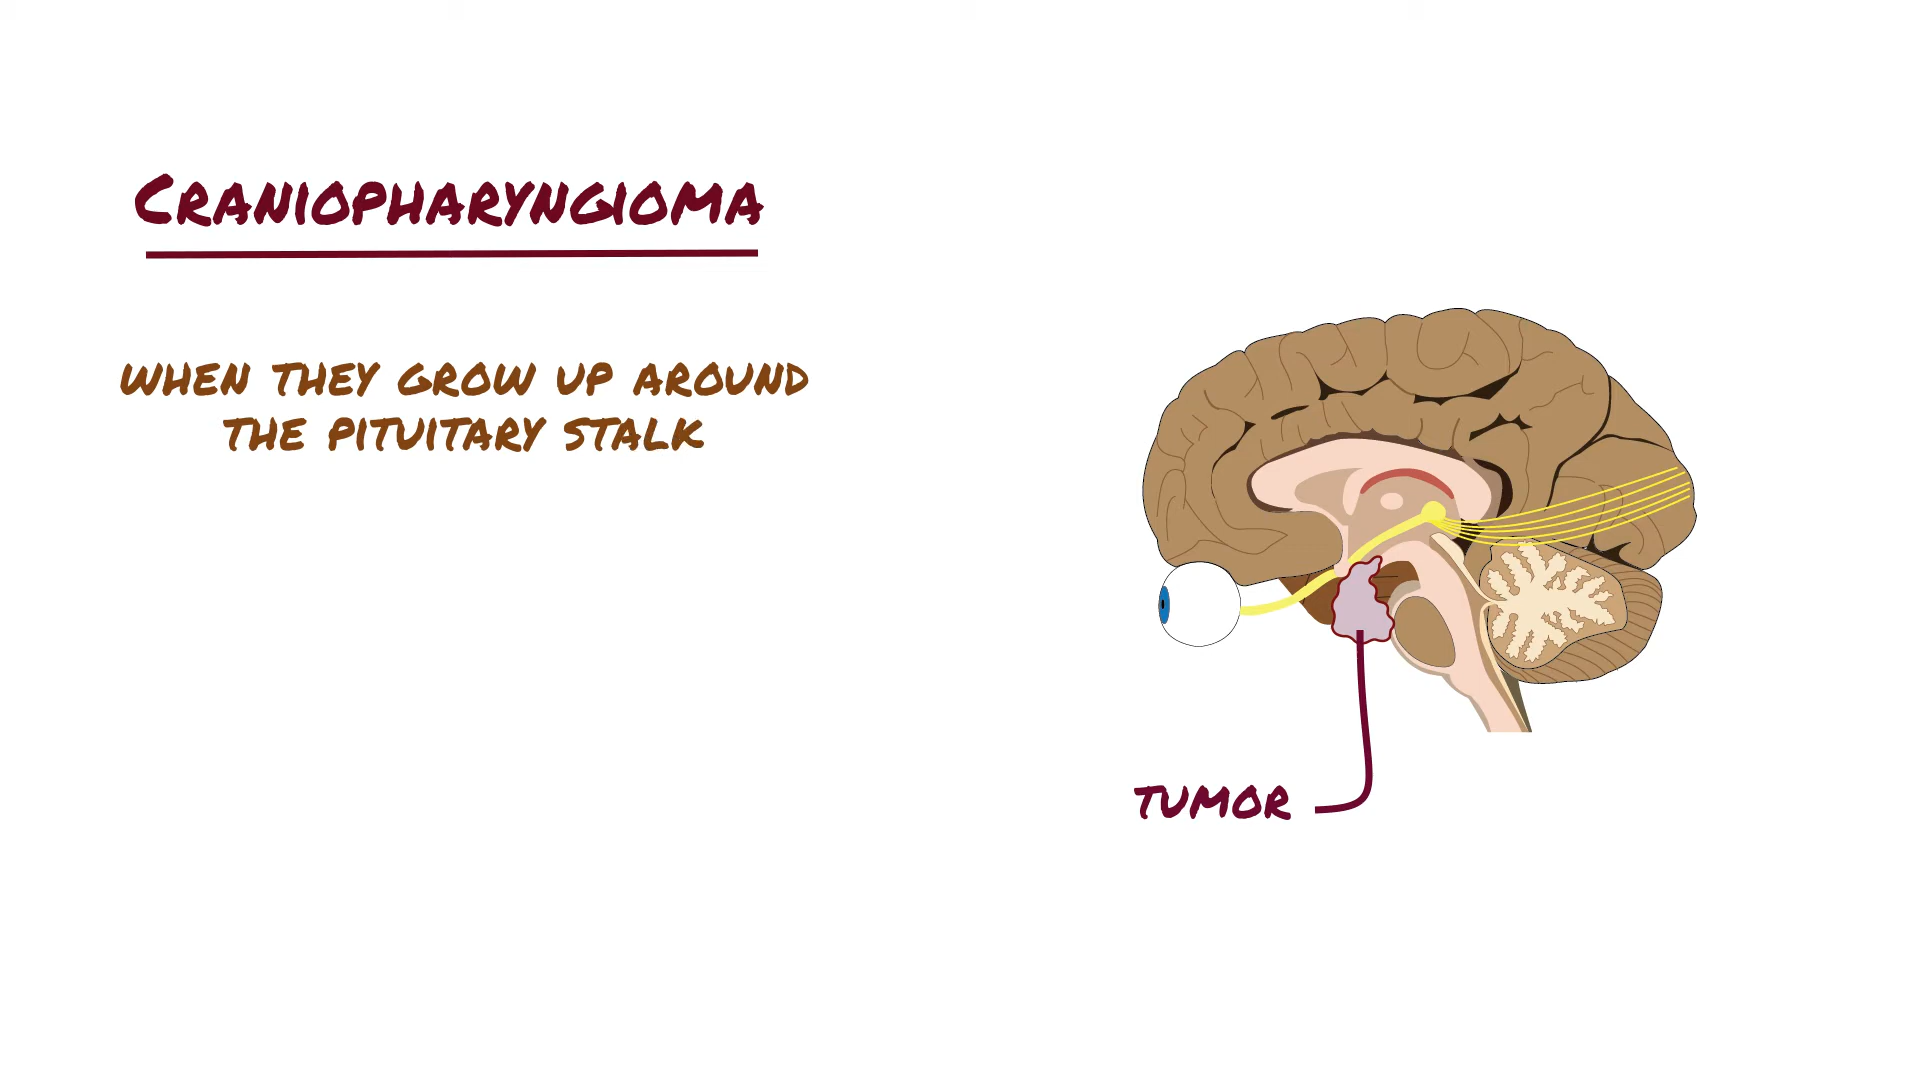 Craniopharyngioma
when they grow up around
the pituitary stalk
tumor